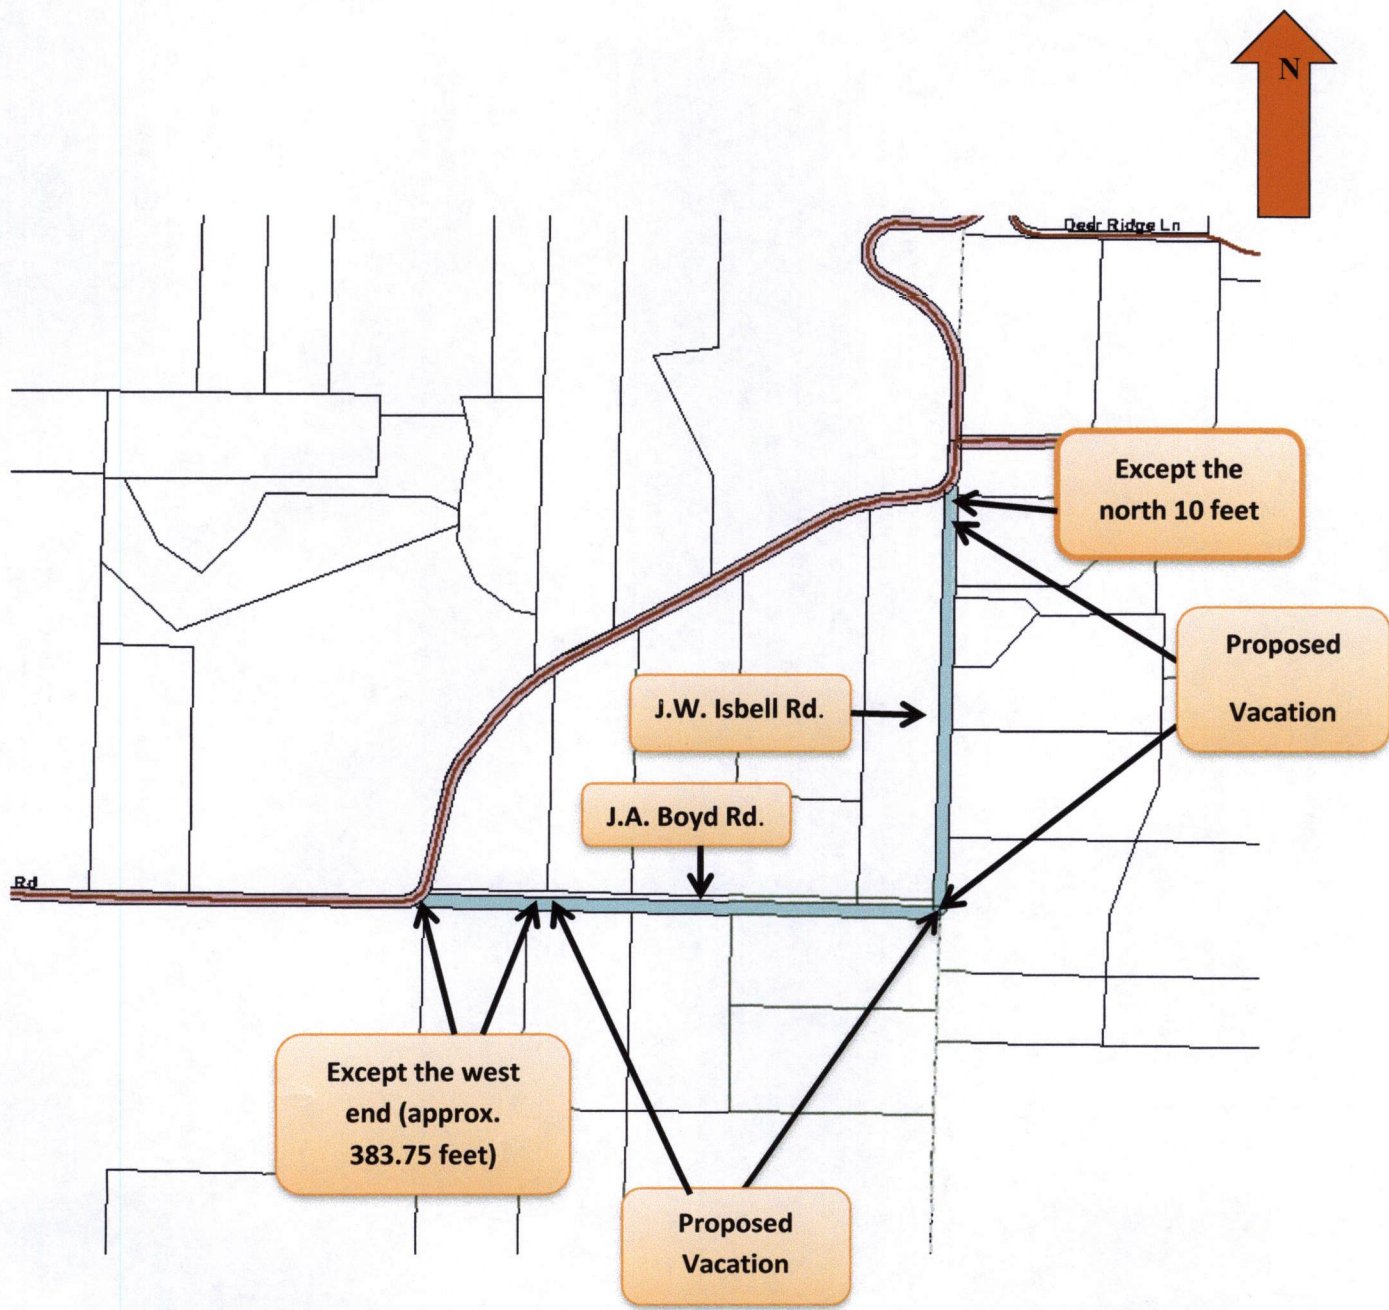 N
Deer Ridge Ln
Except the
north 10 feet
Proposed
Vacation
J.W. Isbell Rd.
J.A. Boyd Rd.
Rd
Except the west
end (approx.
383.75 feet)
Proposed
Vacation